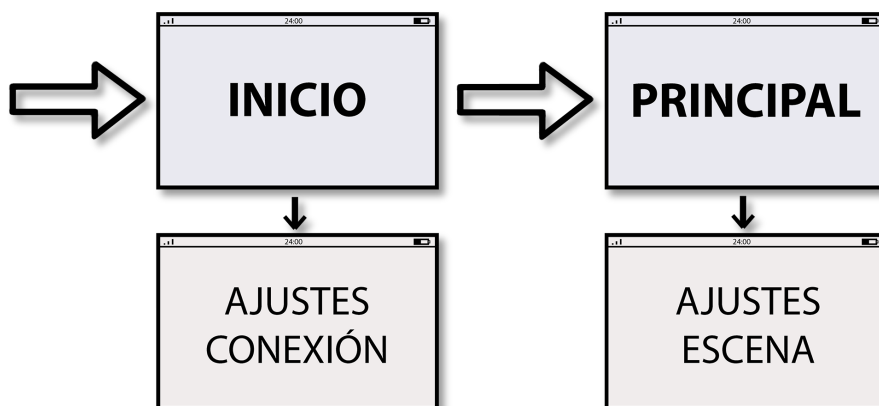 24:00
INICIO
24:00
PRINCIPAL
24:00
AJUSTES
CONEXIÓN
24:00
AJUSTES
ESCENA